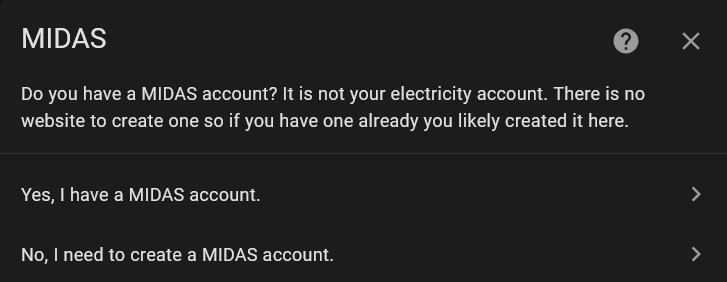 MIDAS
Do you have a MIDAS account? It is not your electricity account. There is no
website to create one so if you have one already you likely created it here.
Yes, I have a MIDAS account.
No, I need to create a MIDAS account.